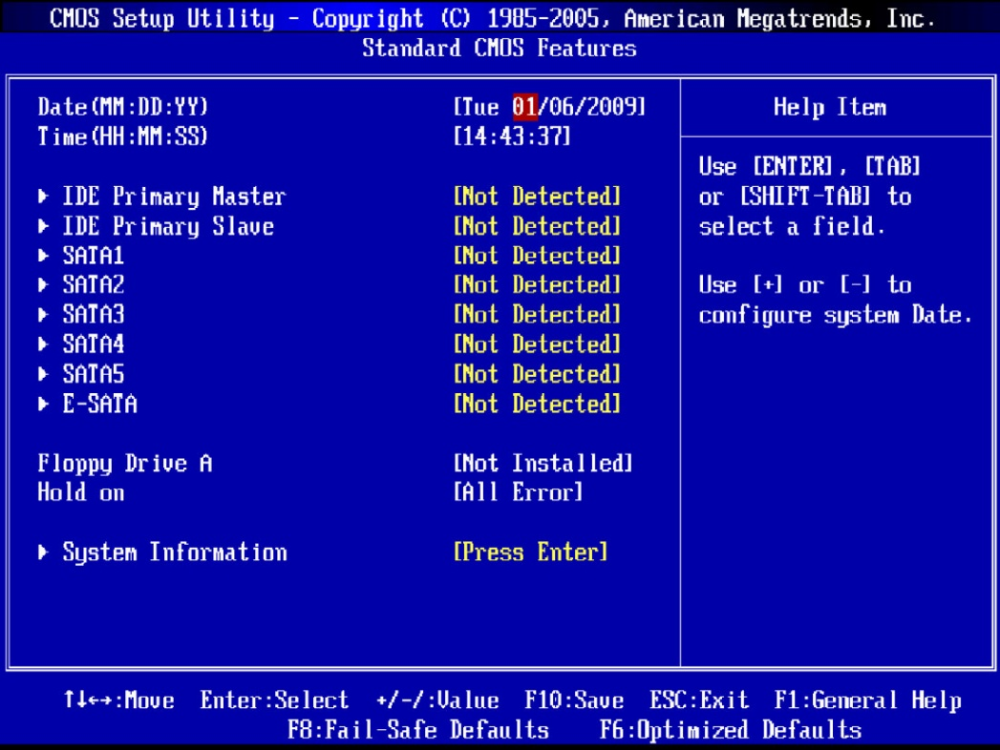 CMOS Setup Utility - Copyright (C) 1985-2005, American Megatrends, Inc.
Standard CMOS Features
Date(MM:DD:YY) [Tue 01/06/2009]
Time(HH:MM:SS) [14:43:37]
IDE Primary Master [Not Detected]
IDE Primary Slave [Not Detected]
SATA1 [Not Detected]
SATA2 [Not Detected]
SATA3 [Not Detected]
SATA4 [Not Detected]
SATA5 [Not Detected]
E-SATA [Not Detected]
Floppy Drive A [Not Installed]
Hold on [All Error]
System Information [Press Enter]
Help Item
Use [ENTER], [TAB]
or [SHIFT-TAB] to
select a field.
Use [+] or [-] to
configure system Date.
↑↓←→:Move Enter:Select +/-/:Value F10:Save ESC:Exit F1:General Help
F8:Fail-Safe Defaults F6:Optimized Defaults